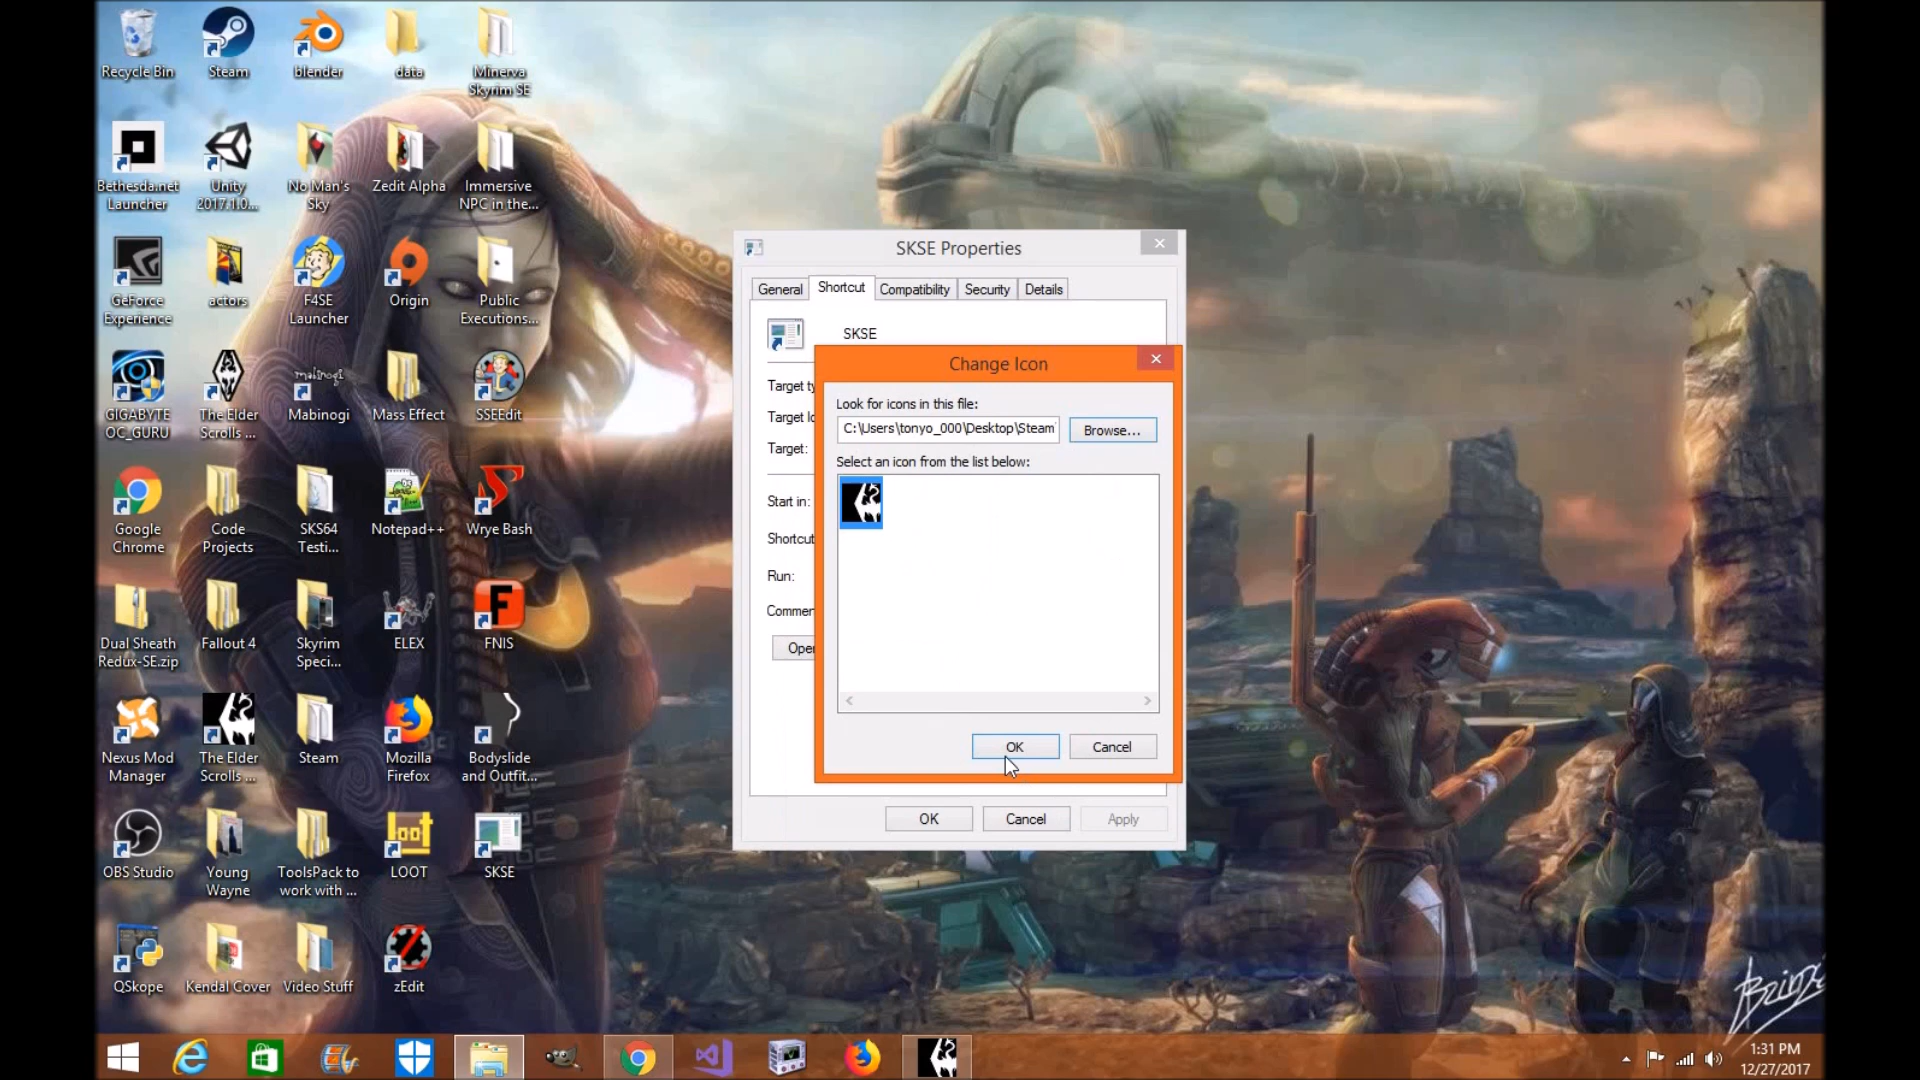 Recycle Bin
Steam
blender
data
Minerva
Skyrim SE
Bethesda.net
Launcher
Unity
2017.1.0...
No Man's
Sky
Zedit Alpha
Immersive
NPC in the...
GeForce
Experience
actors
F4SE
Launcher
Origin
Public
Executions...
GIGABYTE
OC_GURU
The Elder
Scrolls ...
mabinogi
Mabinogi
Mass Effect
SSEEdit
Google
Chrome
Code
Projects
SKS64
Testi...
Notepad++
Wrye Bash
Dual Sheath
Redux-SE.zip
Fallout 4
Skyrim
Speci...
ELEX
F
FNIS
Nexus Mod
Manager
The Elder
Scrolls ...
Steam
Mozilla
Firefox
Bodyslide
and Outfit...
OBS Studio
Young
Wayne
ToolsPack to
work with ...
loot
LOOT
SKSE
QSkope
Kendal Cover
Video Stuff
zEdit
SKSE Properties
General
Shortcut
Compatibility
Security
Details
SKSE
Target ty
Target lo
Target:
Start in:
Shortcut
Run:
Commer
Oper
Change Icon
Look for icons in this file:
C:\Users\tonyo_000\Desktop\Steam
Browse...
Select an icon from the list below:
OK
Cancel
OK
Cancel
Apply
1:31 PM
12/27/2017